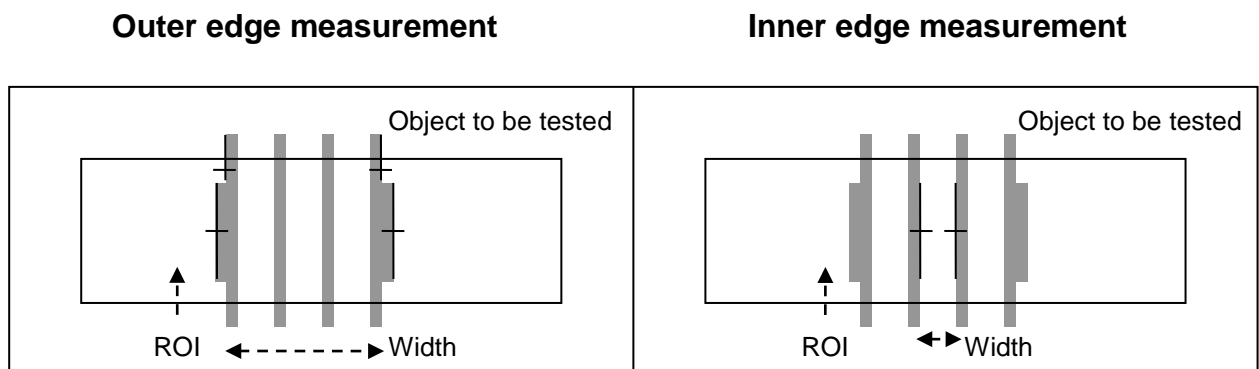 Outer edge measurement
Inner edge measurement
Object to be tested
ROI
Width
Object to be tested
ROI
Width